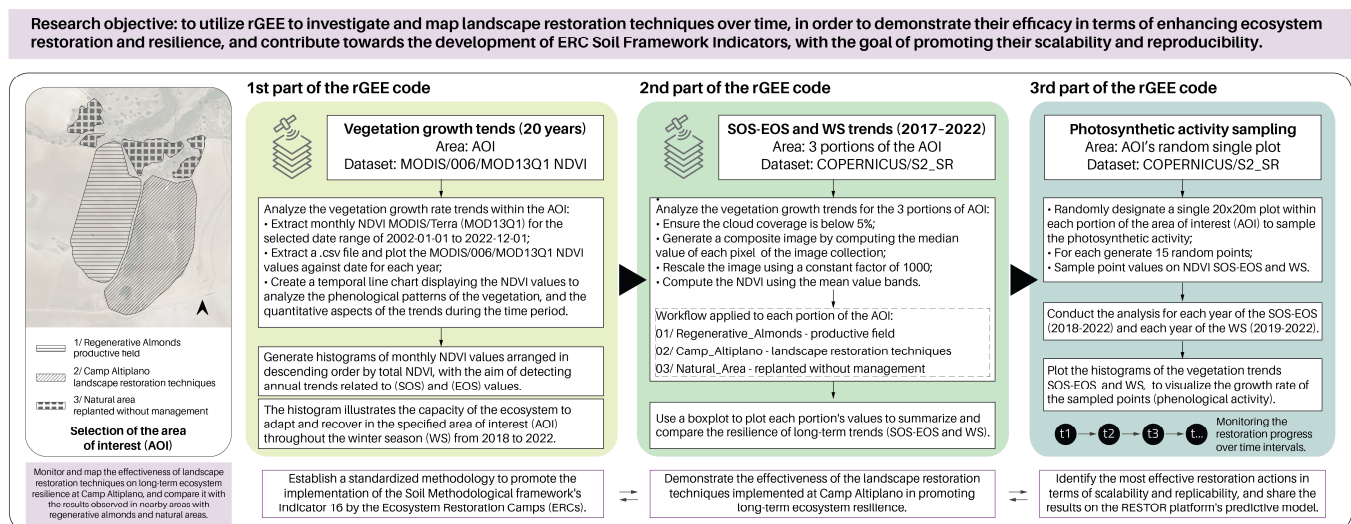 Research objective: to utilize rGEE to investigate and map landscape restoration techniques over time, in order to demonstrate their efficacy in terms of enhancing ecosystem
restoration and resilience, and contribute towards the development of ERC Soil Framework Indicators, with the goal of promoting their scalability and reproducibility.
1/ Regenerative Almonds
productive field
2/ Camp Altiplano
landscape restoration techniques
3/ Natural area
replanted without management
Selection of the area
of interest (AOI)
Monitor and map the effectiveness of landscape
restoration techniques on long-term ecosystem
resilience at Camp Altiplano, and compare it with
the results observed in nearby areas with
regenerative almonds and natural areas.
1st part of the rGEE code
Vegetation growth tends (20 years)
Area: AOI
Dataset: MODIS/006/MOD13Q1 NDVI
Analyze the vegetation growth rate trends within the AOI:
• Extract monthly NDVI MODIS/Terra (MOD13Q1) for the
selected date range of 2002-01-01 to 2022-12-01;
• Extract a .csv file and plot the MODIS/006/MOD13Q1 NDVI
values against date for each year;
• Create a temporal line chart displaying the NDVI values to
analyze the phenological patterns of the vegetation, and the
quantitative aspects of the trends during the time period.
Generate histograms of monthly NDVI values arranged in
descending order by total NDVI, with the aim of detecting
annual trends related to (SOS) and (EOS) values.
The histogram illustrates the capacity of the ecosystem to
adapt and recover in the specified area of interest (AOI)
throughout the winter season (WS) from 2018 to 2022.
Establish a standardized methodology to promote the
implementation of the Soil Methodological framework's
Indicator 16 by the Ecosystem Restoration Camps (ERCs).
2nd part of the rGEE code
SOS-EOS and WS trends (2017-2022)
Area: 3 portions of the AOI
Dataset: COPERNICUS/S2_SR
Analyze the vegetation growth trends for the 3 portions of AOI:
• Ensure the cloud coverage is below 5%;
• Generate a composite image by computing the median
value of each pixel of the image collection;
• Rescale the image using a constant factor of 1000;
• Compute the NDVI using the mean value bands.
Workflow applied to each portion of the AOI:
01/ Regenerative_Almonds - productive field
02/ Camp_Altiplano - landscape restoration techniques
03/ Natural_Area - replanted without management
Use a boxplot to plot each portion's values to summarize and
compare the resilience of long-term trends (SOS-EOS and WS).
Demonstrate the effectiveness of the landscape restoration
techniques implemented at Camp Altiplano in promoting
long-term ecosystem resilience.
3rd part of the rGEE code
Photosynthetic activity sampling
Area: AOI's random single plot
Dataset: COPERNICUS/S2_SR
• Randomly designate a single 20x20m plot within
each portion of the area of interest (AOI) to sample
the photosynthetic activity;
• For each generate 15 random points;
• Sample point values on NDVI SOS-EOS and WS.
Conduct the analysis for each year of the SOS-EOS
(2018-2022) and each year of the WS (2019-2022).
Plot the histograms of the vegetation trends
SOS-EOS and WS, to visualize the growth rate of
the sampled points (phenological activity).
t1 t2 t3 t...
Monitoring the
restoration progress
over time intervals.
Identify the most effective restoration actions in
terms of scalability and replicability, and share the
results on the RESTOR platform's predictive model.